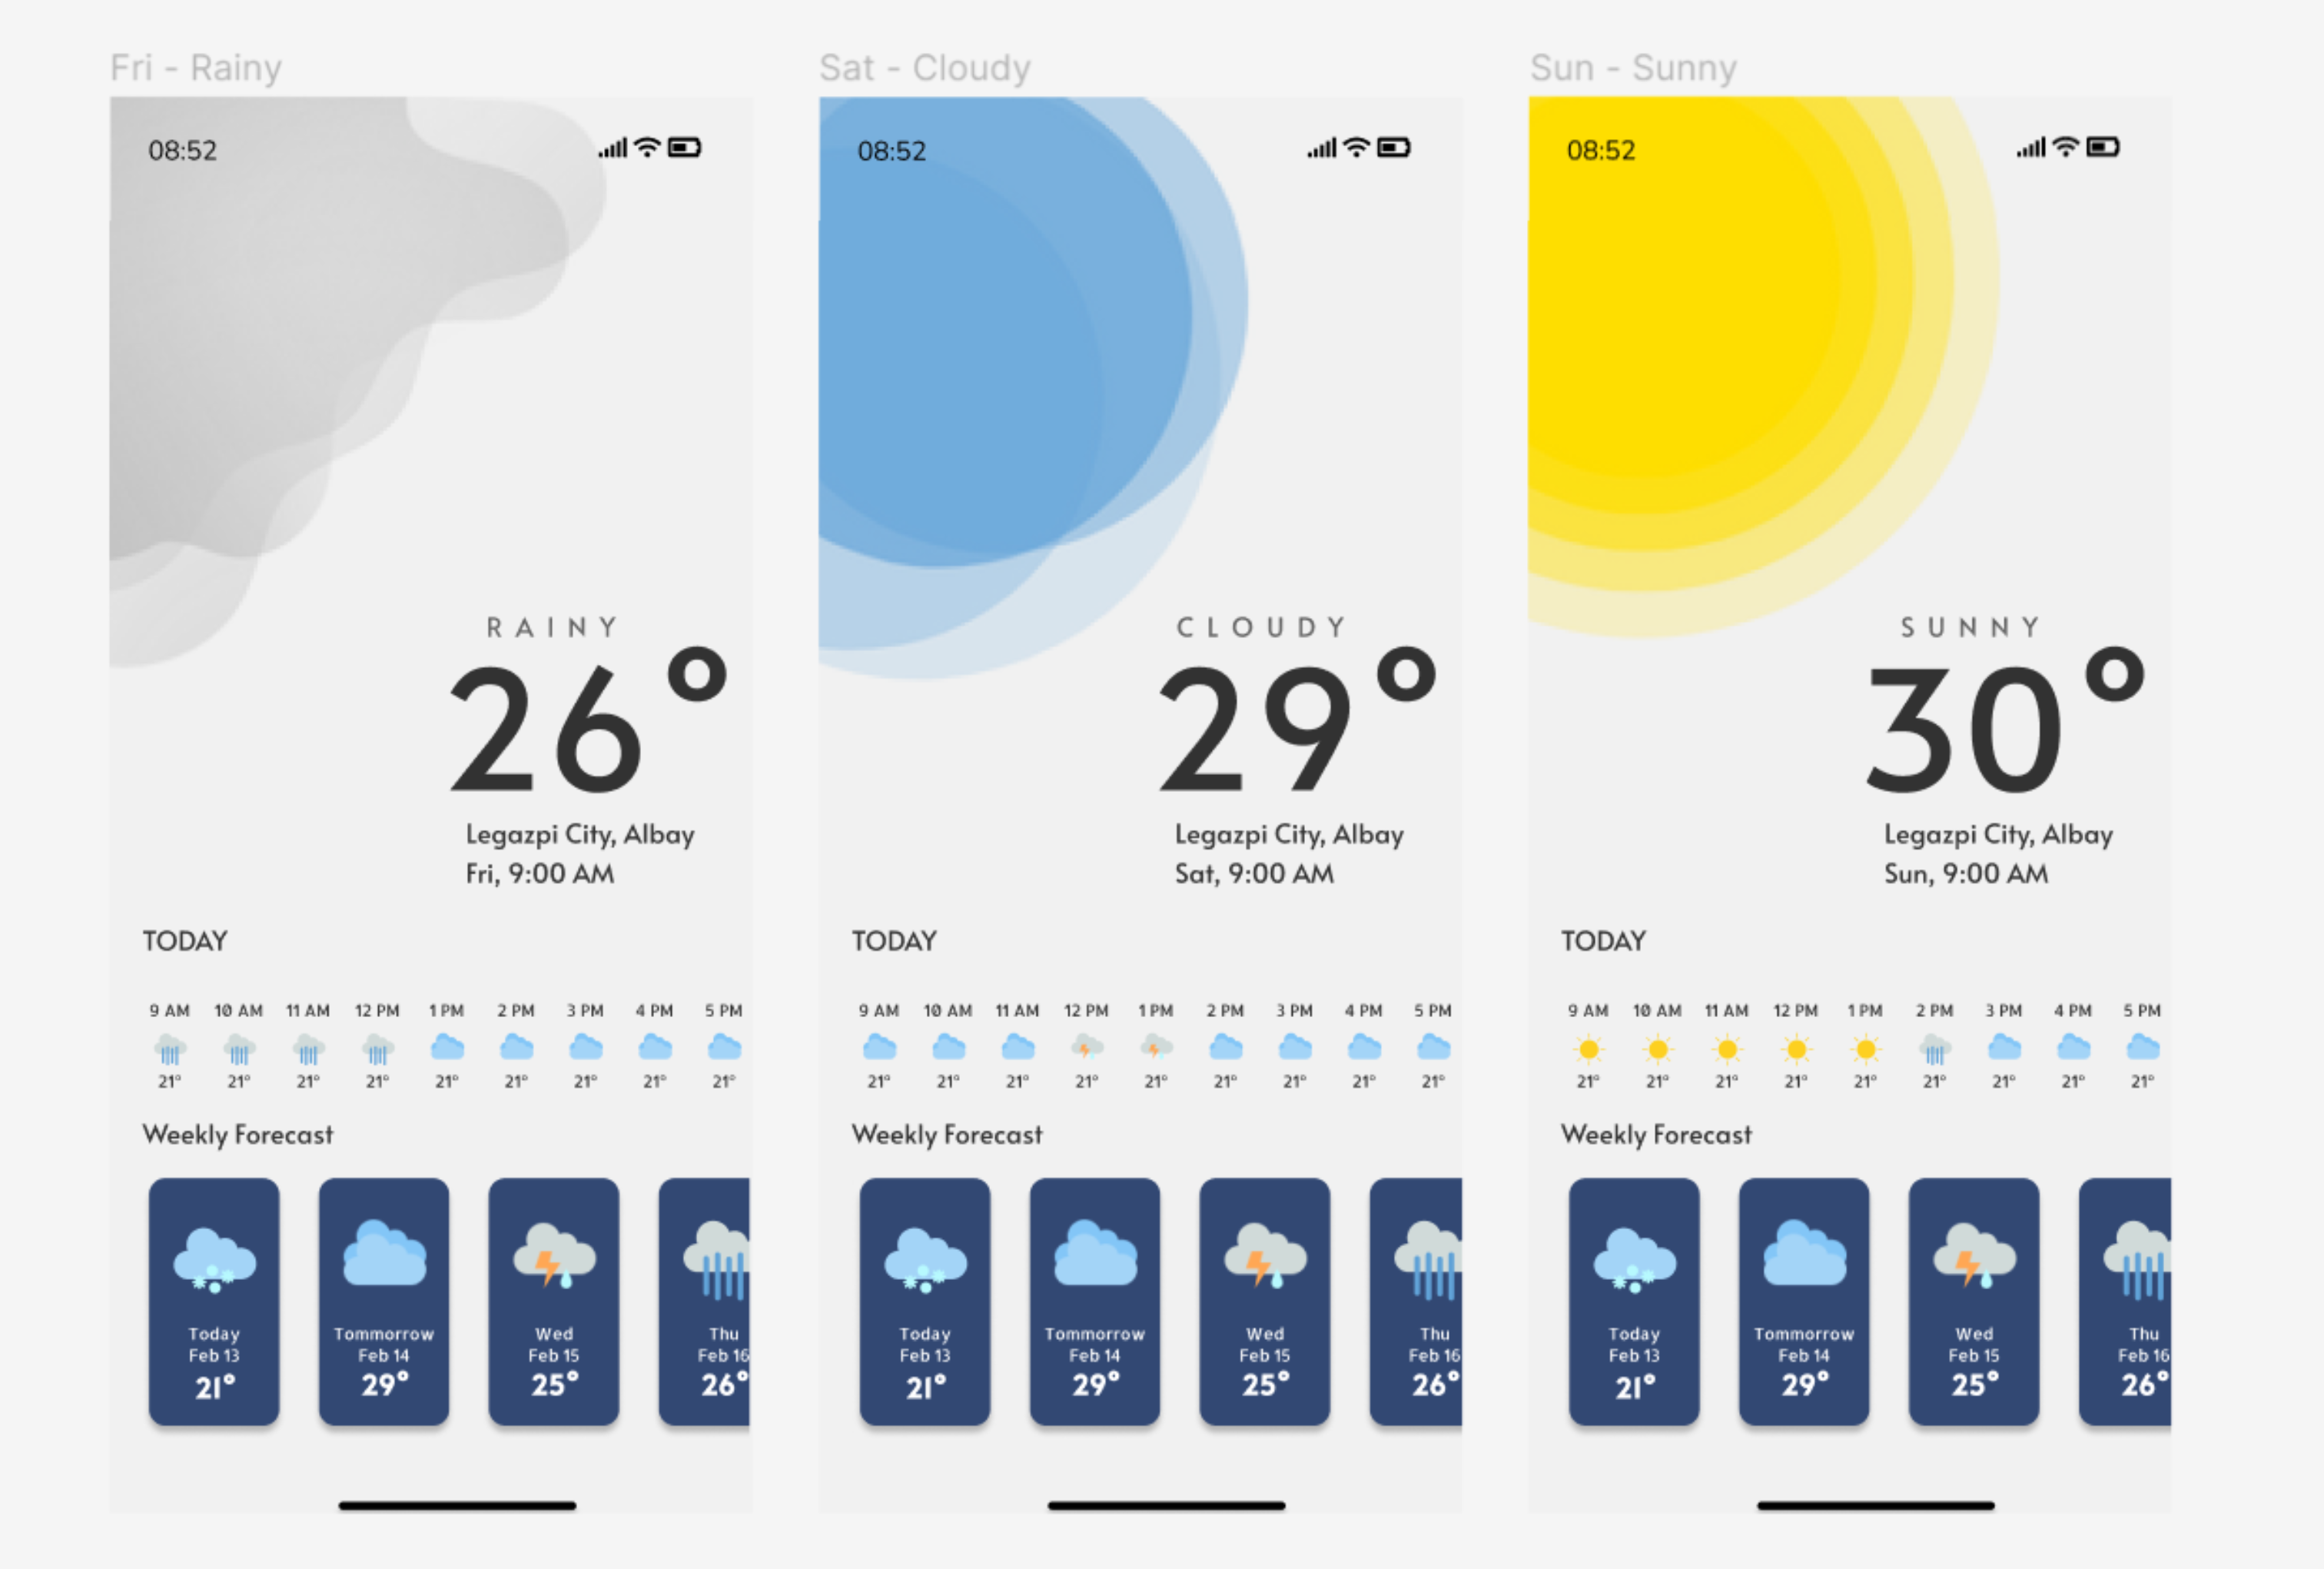 Fri - Rainy
08:52
RAINY
26°
Legazpi City, Albay
Fri, 9:00 AM
TODAY
9 AM 10 AM 11 AM 12 PM 1 PM 2 PM 3 PM 4 PM 5 PM
21° 21° 21° 21° 21° 21° 21° 21° 21°
Weekly Forecast
Today
Feb 13
21°
Tommorrow
Feb 14
29°
Wed
Feb 15
25°
Thu
Feb 16
26°
Sat - Cloudy
08:52
CLOUDY
29°
Legazpi City, Albay
Sat, 9:00 AM
TODAY
9 AM 10 AM 11 AM 12 PM 1 PM 2 PM 3 PM 4 PM 5 PM
21° 21° 21° 21° 21° 21° 21° 21° 21°
Weekly Forecast
Today
Feb 13
21°
Tommorrow
Feb 14
29°
Wed
Feb 15
25°
Thu
Feb 16
26°
Sun - Sunny
08:52
SUNNY
30°
Legazpi City, Albay
Sun, 9:00 AM
TODAY
9 AM 10 AM 11 AM 12 PM 1 PM 2 PM 3 PM 4 PM 5 PM
21° 21° 21° 21° 21° 21° 21° 21° 21°
Weekly Forecast
Today
Feb 13
21°
Tommorrow
Feb 14
29°
Wed
Feb 15
25°
Thu
Feb 16
26°